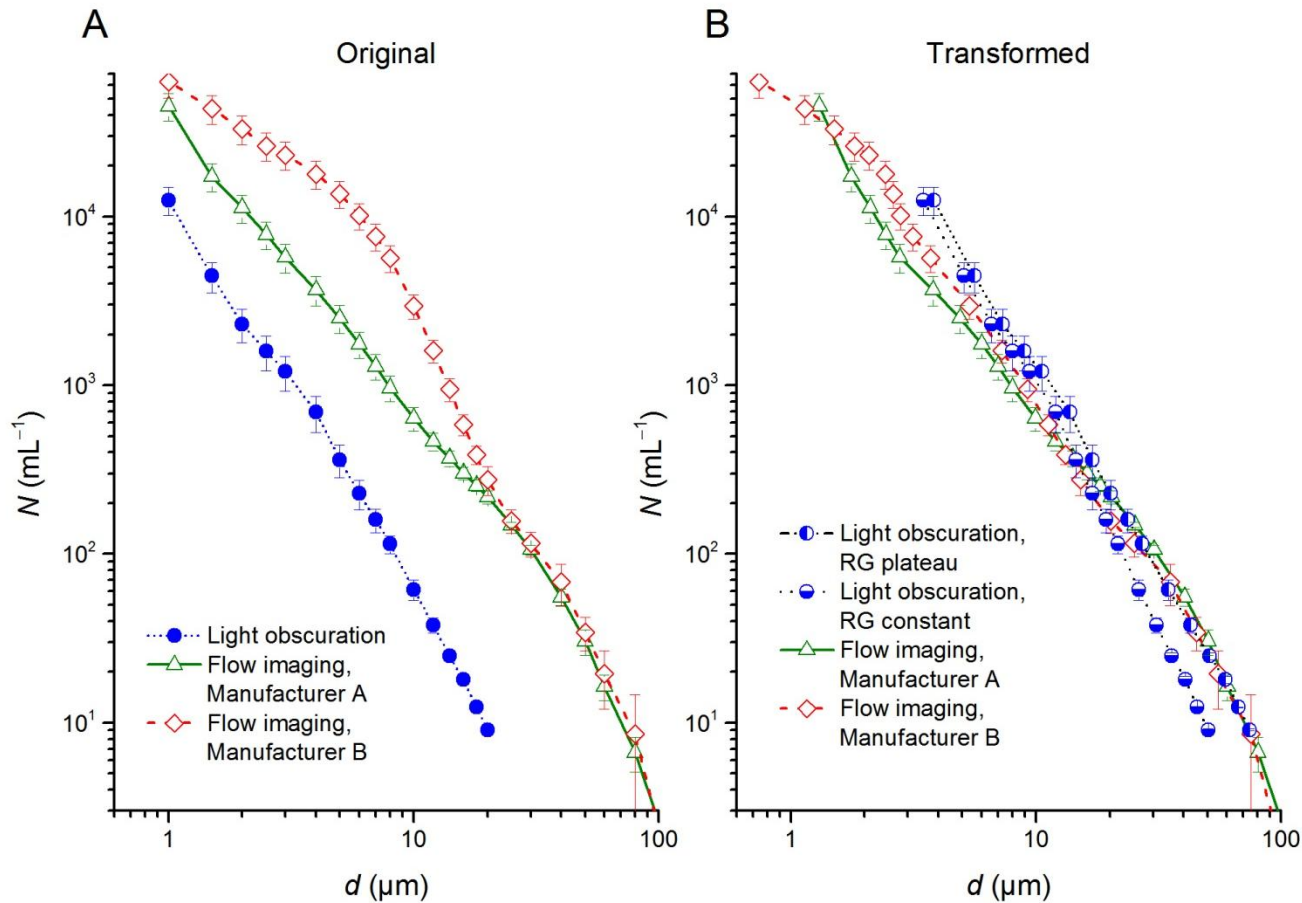 A
Original
10⁴
10³
10²
10¹
N (mL⁻¹)
Light obscuration
Flow imaging,
Manufacturer A
Flow imaging,
Manufacturer B
1
10
100
d (µm)
B
Transformed
10⁴
10³
10²
10¹
N (mL⁻¹)
Light obscuration,
RG plateau
Light obscuration,
RG constant
Flow imaging,
Manufacturer A
Flow imaging,
Manufacturer B
1
10
100
d (µm)